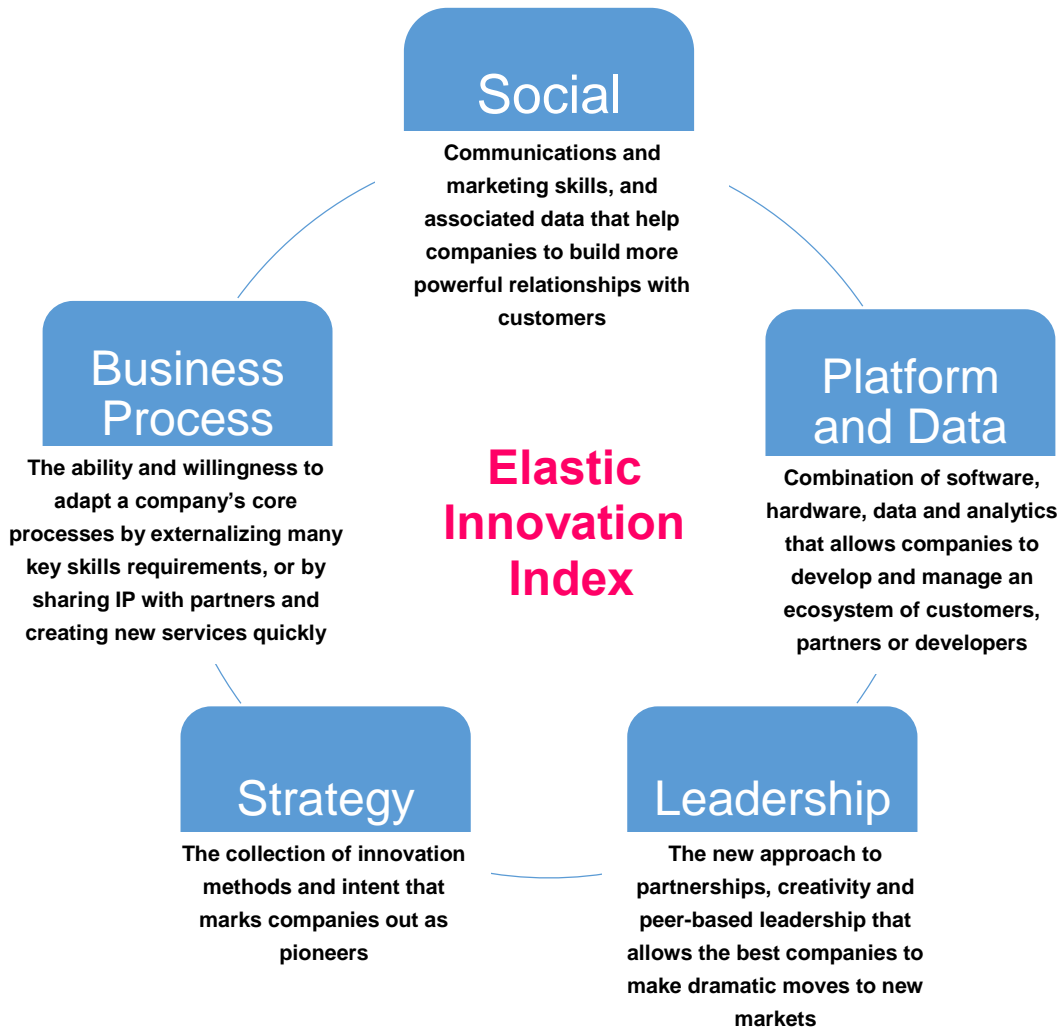 Social
Communications and
marketing skills, and
associated data that help
companies to build more
powerful relationships with
customers
Business
Process
The ability and willingness to
adapt a company’s core
processes by externalizing many
key skills requirements, or by
sharing IP with partners and
creating new services quickly
Elastic
Innovation
Index
Platform
and Data
Combination of software,
hardware, data and analytics
that allows companies to
develop and manage an
ecosystem of customers,
partners or developers
Strategy
The collection of innovation
methods and intent that
marks companies out as
pioneers
Leadership
The new approach to
partnerships, creativity and
peer-based leadership that
allows the best companies to
make dramatic moves to new
markets